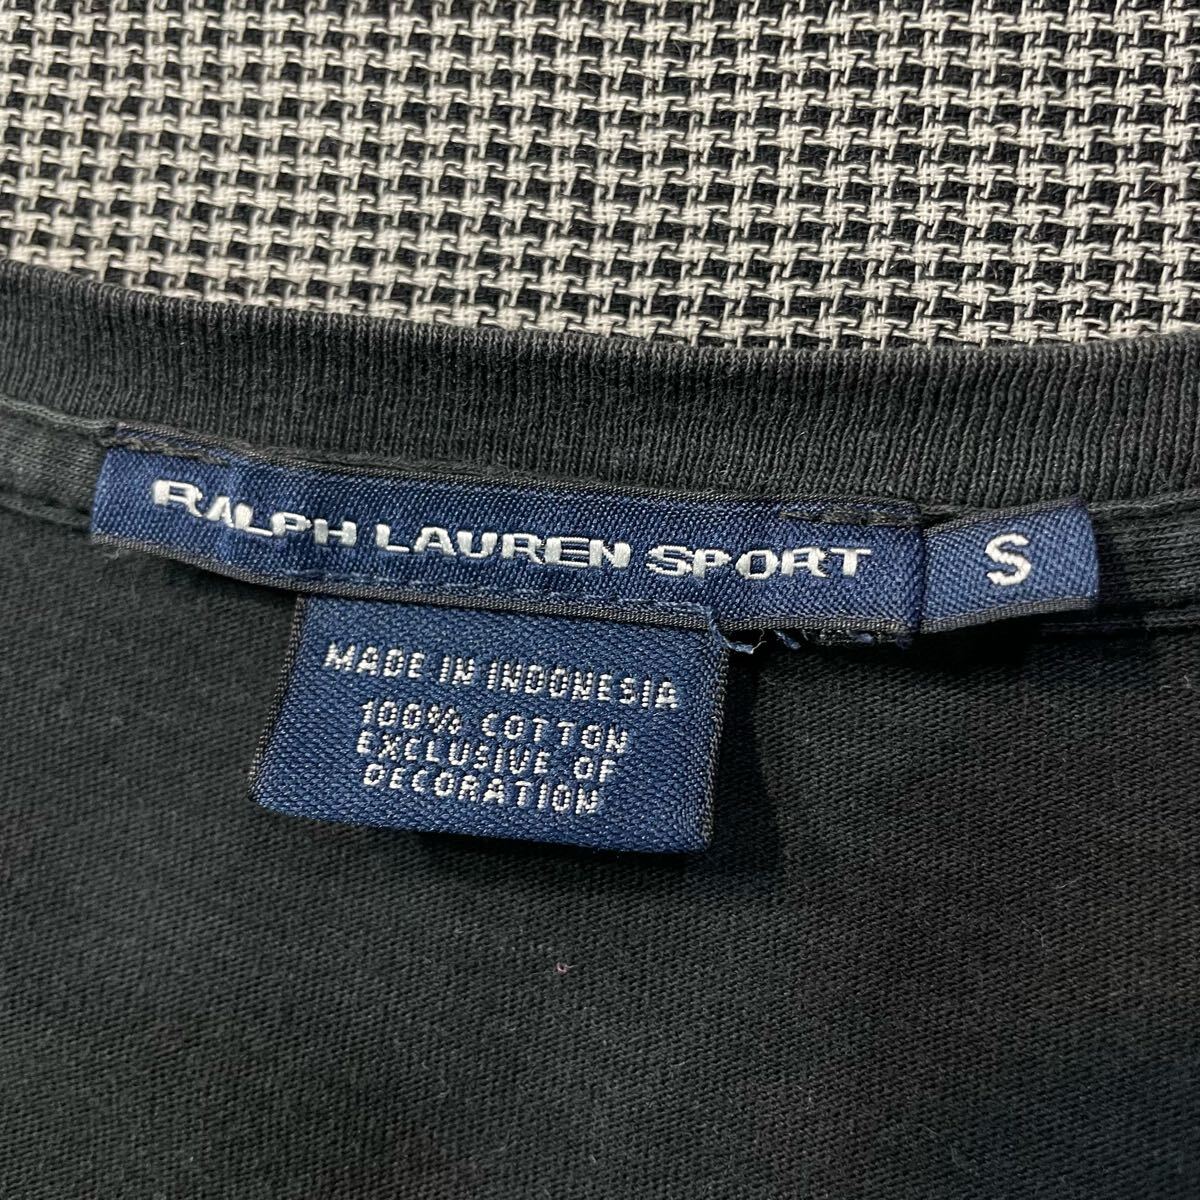 RALPH LAUREN SPORT S
MADE IN INDONESIA
100% COTTON
EXCLUSIVE OF
DECORATION